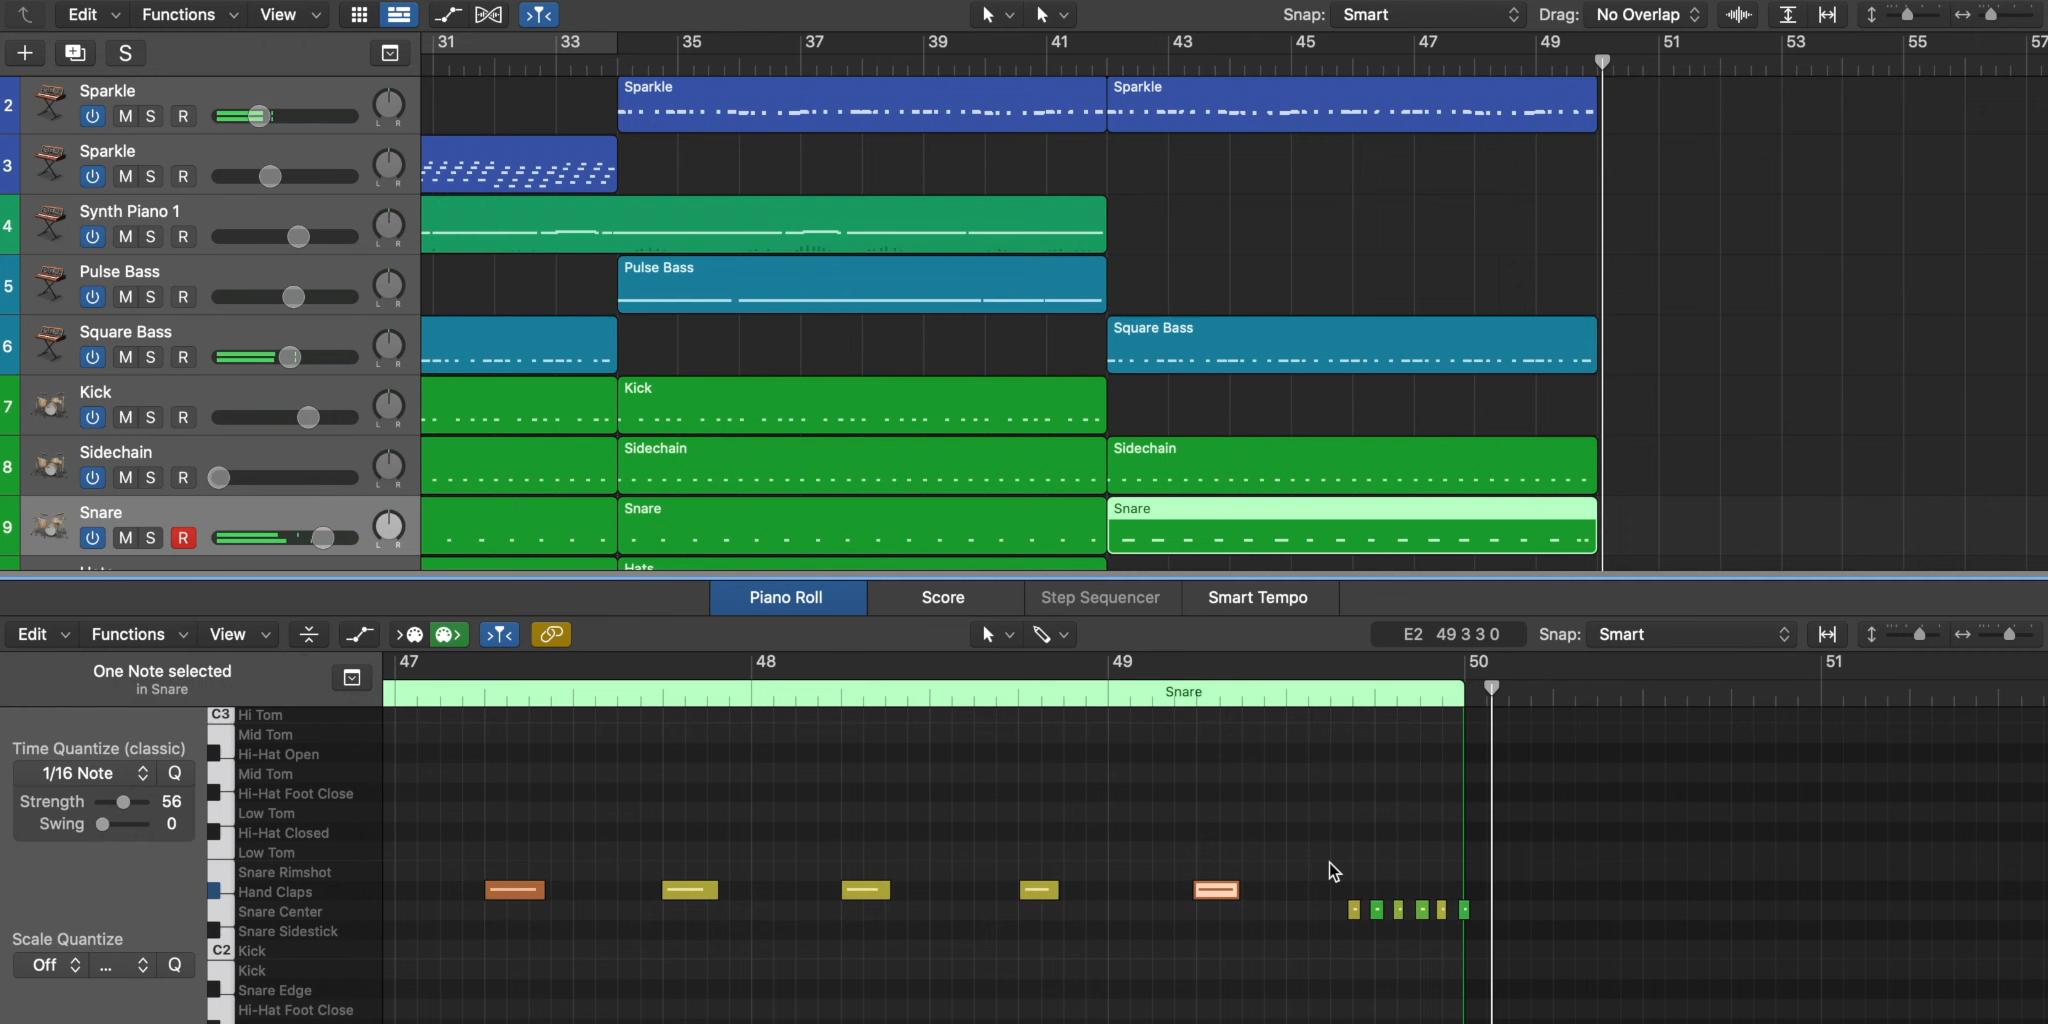 Edit Functions View Snap: Smart Drag: No Overlap
S 31 33 35 37 39 41 43 45 47 49 51 53 55 57
2 Sparkle Sparkle Sparkle
M S R L R
3 Sparkle
M S R L R
4 Synth Piano 1
M S R L R
5 Pulse Bass Pulse Bass
M S R L R
6 Square Bass Square Bass
M S R L R
7 Kick Kick
M S R L R
8 Sidechain Sidechain Sidechain
M S R L R
9 Snare Snare Snare
M S R L R
Hats
Piano Roll Score Step Sequencer Smart Tempo
Edit Functions View E2 49 3 3 0 Snap: Smart
One Note selected
in Snare
47 48 49 50 51
Snare
C3 Hi Tom
Mid Tom
Time Quantize (classic)
Hi-Hat Open
1/16 Note Q
Mid Tom
Hi-Hat Foot Close
Strength 56
Low Tom
Swing 0
Hi-Hat Closed
Low Tom
Snare Rimshot
Hand Claps
Snare Center
Snare Sidestick
Scale Quantize
C2 Kick
Off ... Q
Kick
Snare Edge
Hi-Hat Foot Close